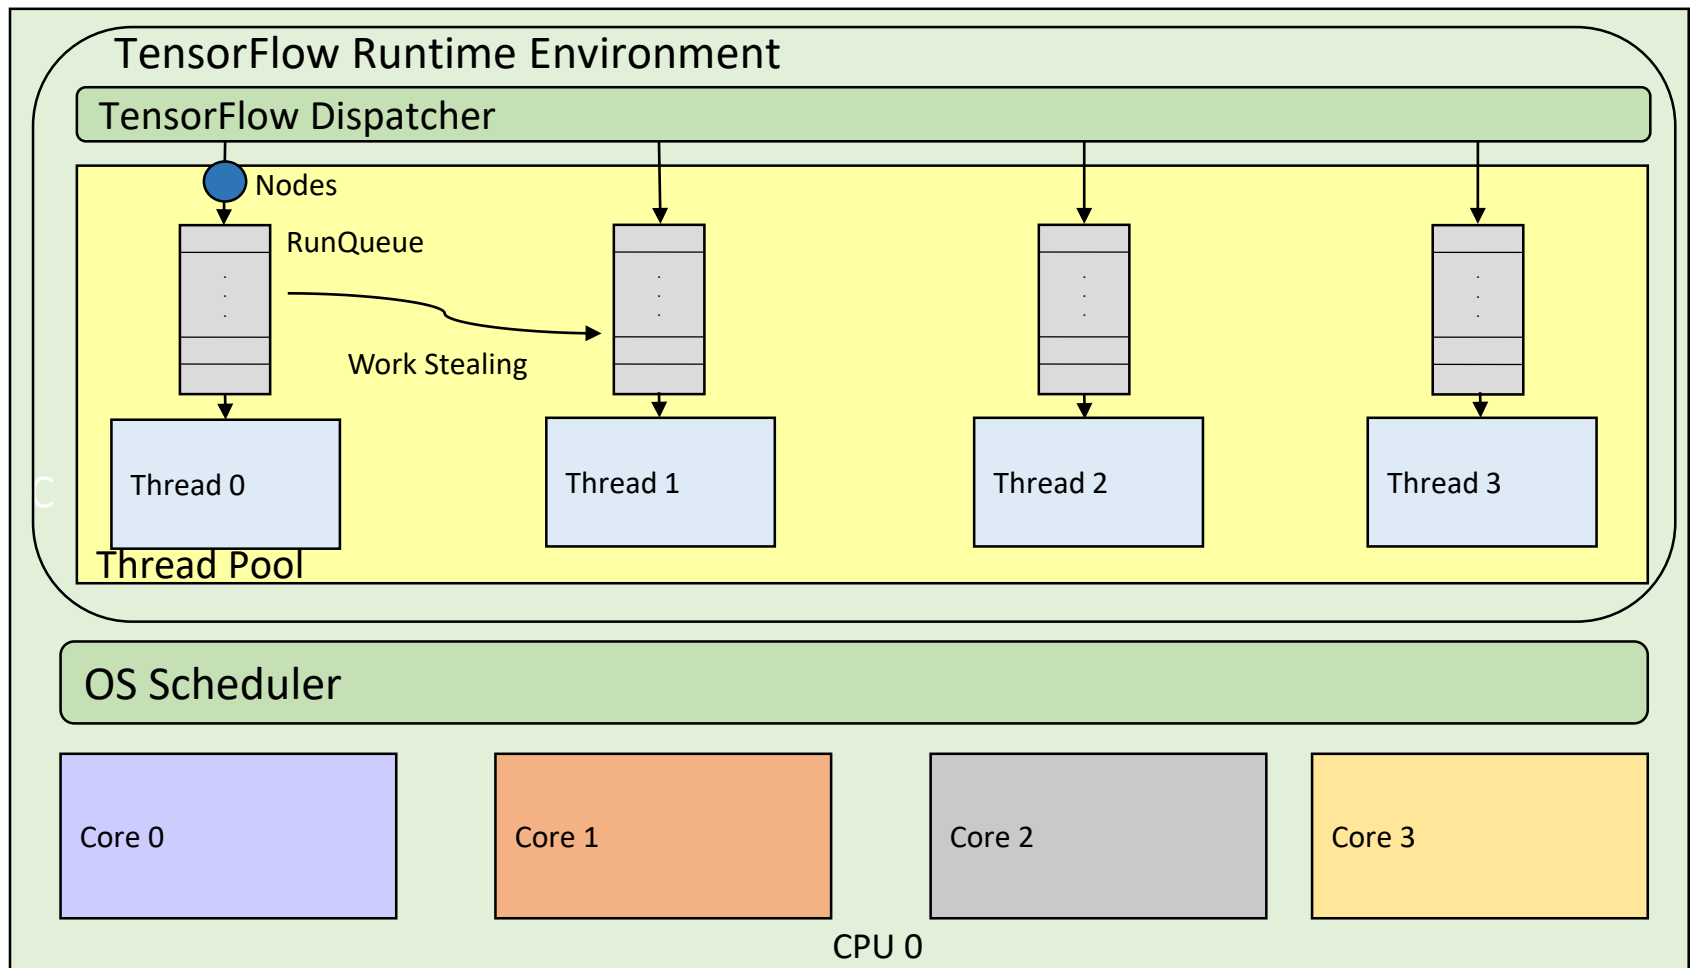 TensorFlow Runtime Environment
TensorFlow Dispatcher
Nodes
RunQueue
Work Stealing
Thread 0
Thread 1
Thread 2
Thread 3
C
Thread Pool
OS Scheduler
Core 0
Core 1
Core 2
Core 3
CPU 0